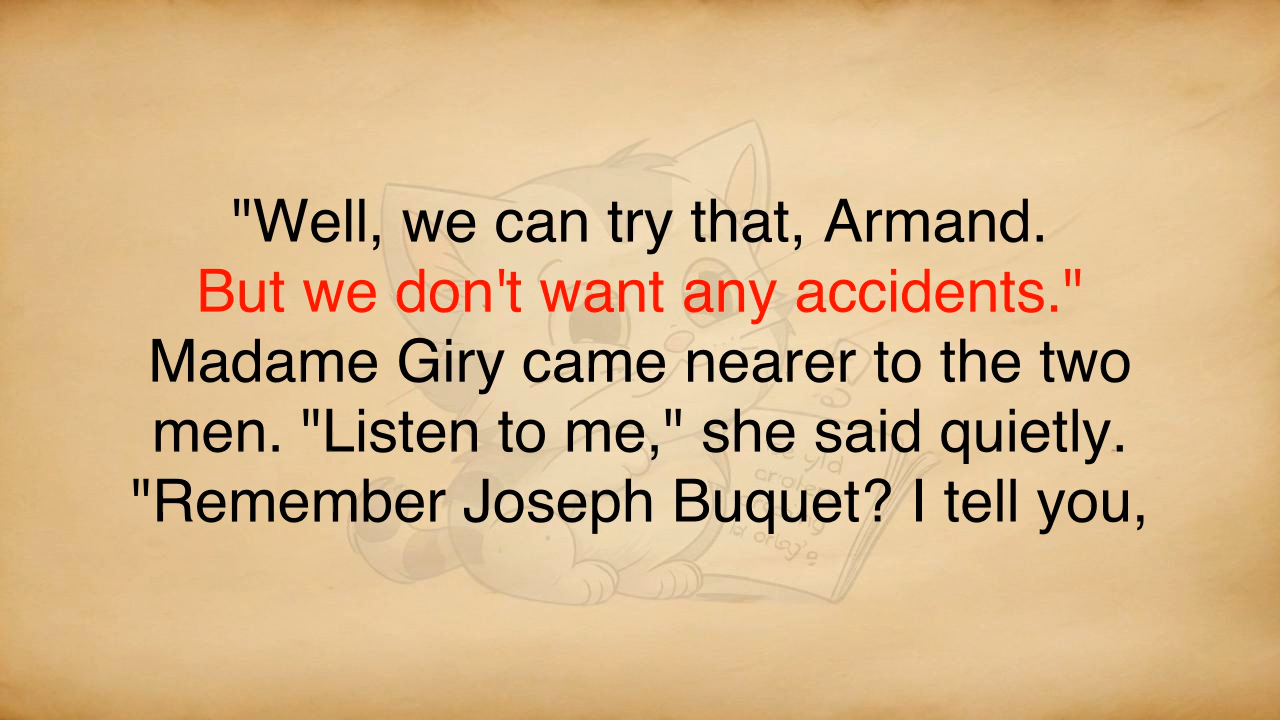 "Well, we can try that, Armand.
But we don't want any accidents."
Madame Giry came nearer to the two
men. "Listen to me," she said quietly.
"Remember Joseph Buquet? I tell you,